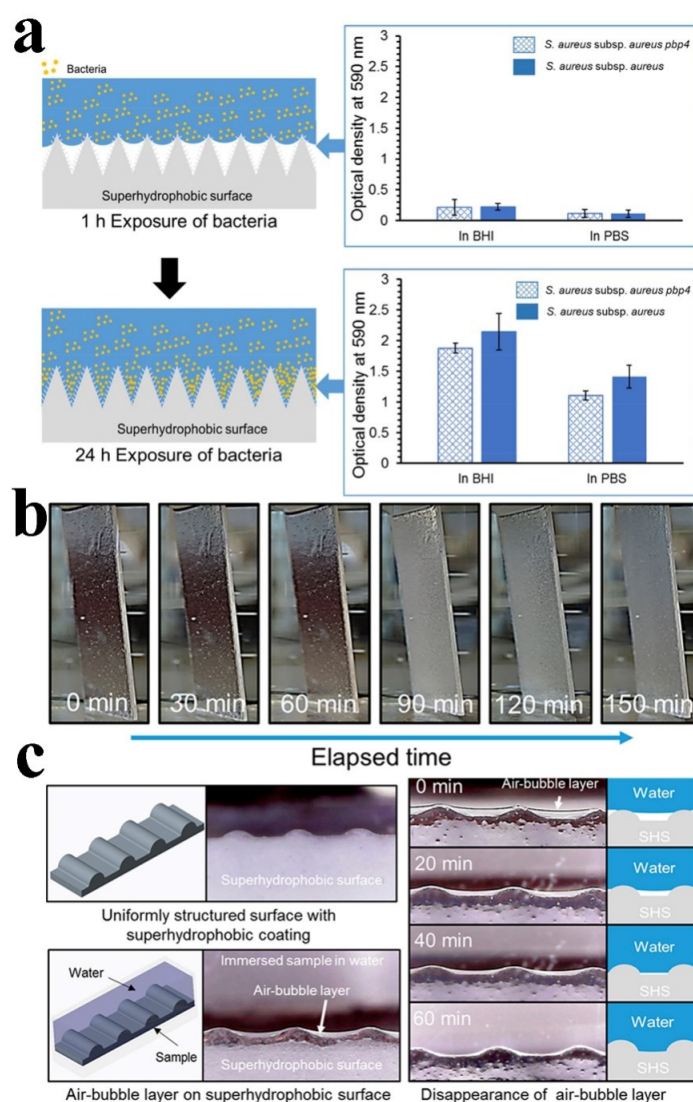 a
Bacteria
Superhydrophobic surface
1 h Exposure of bacteria
Optical density at 590 nm
3
2.5
2
1.5
1
0.5
0
S. aureus subsp. aureus pbp4
S. aureus subsp. aureus
In BHI
In PBS
Superhydrophobic surface
24 h Exposure of bacteria
Optical density at 590 nm
3
2.5
2
1.5
1
0.5
0
S. aureus subsp. aureus pbp4
S. aureus subsp. aureus
In BHI
In PBS
b
0 min
30 min
60 min
90 min
120 min
150 min
Elapsed time
c
Superhydrophobic surface
Uniformly structured surface with
superhydrophobic coating
Water
Sample
Immersed sample in water
Air-bubble layer
Superhydrophobic surface
Air-bubble layer on superhydrophobic surface
0 min
Air-bubble layer
Water
SHS
20 min
Water
SHS
40 min
Water
SHS
60 min
Water
SHS
Disappearance of air-bubble layer